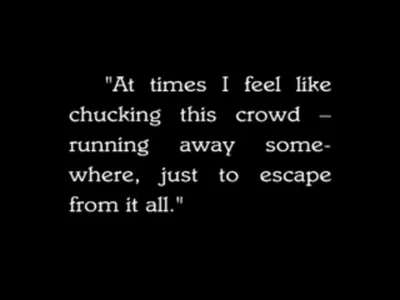 "At times I feel like
chucking this crowd –
running away some-
where, just to escape
from it all."